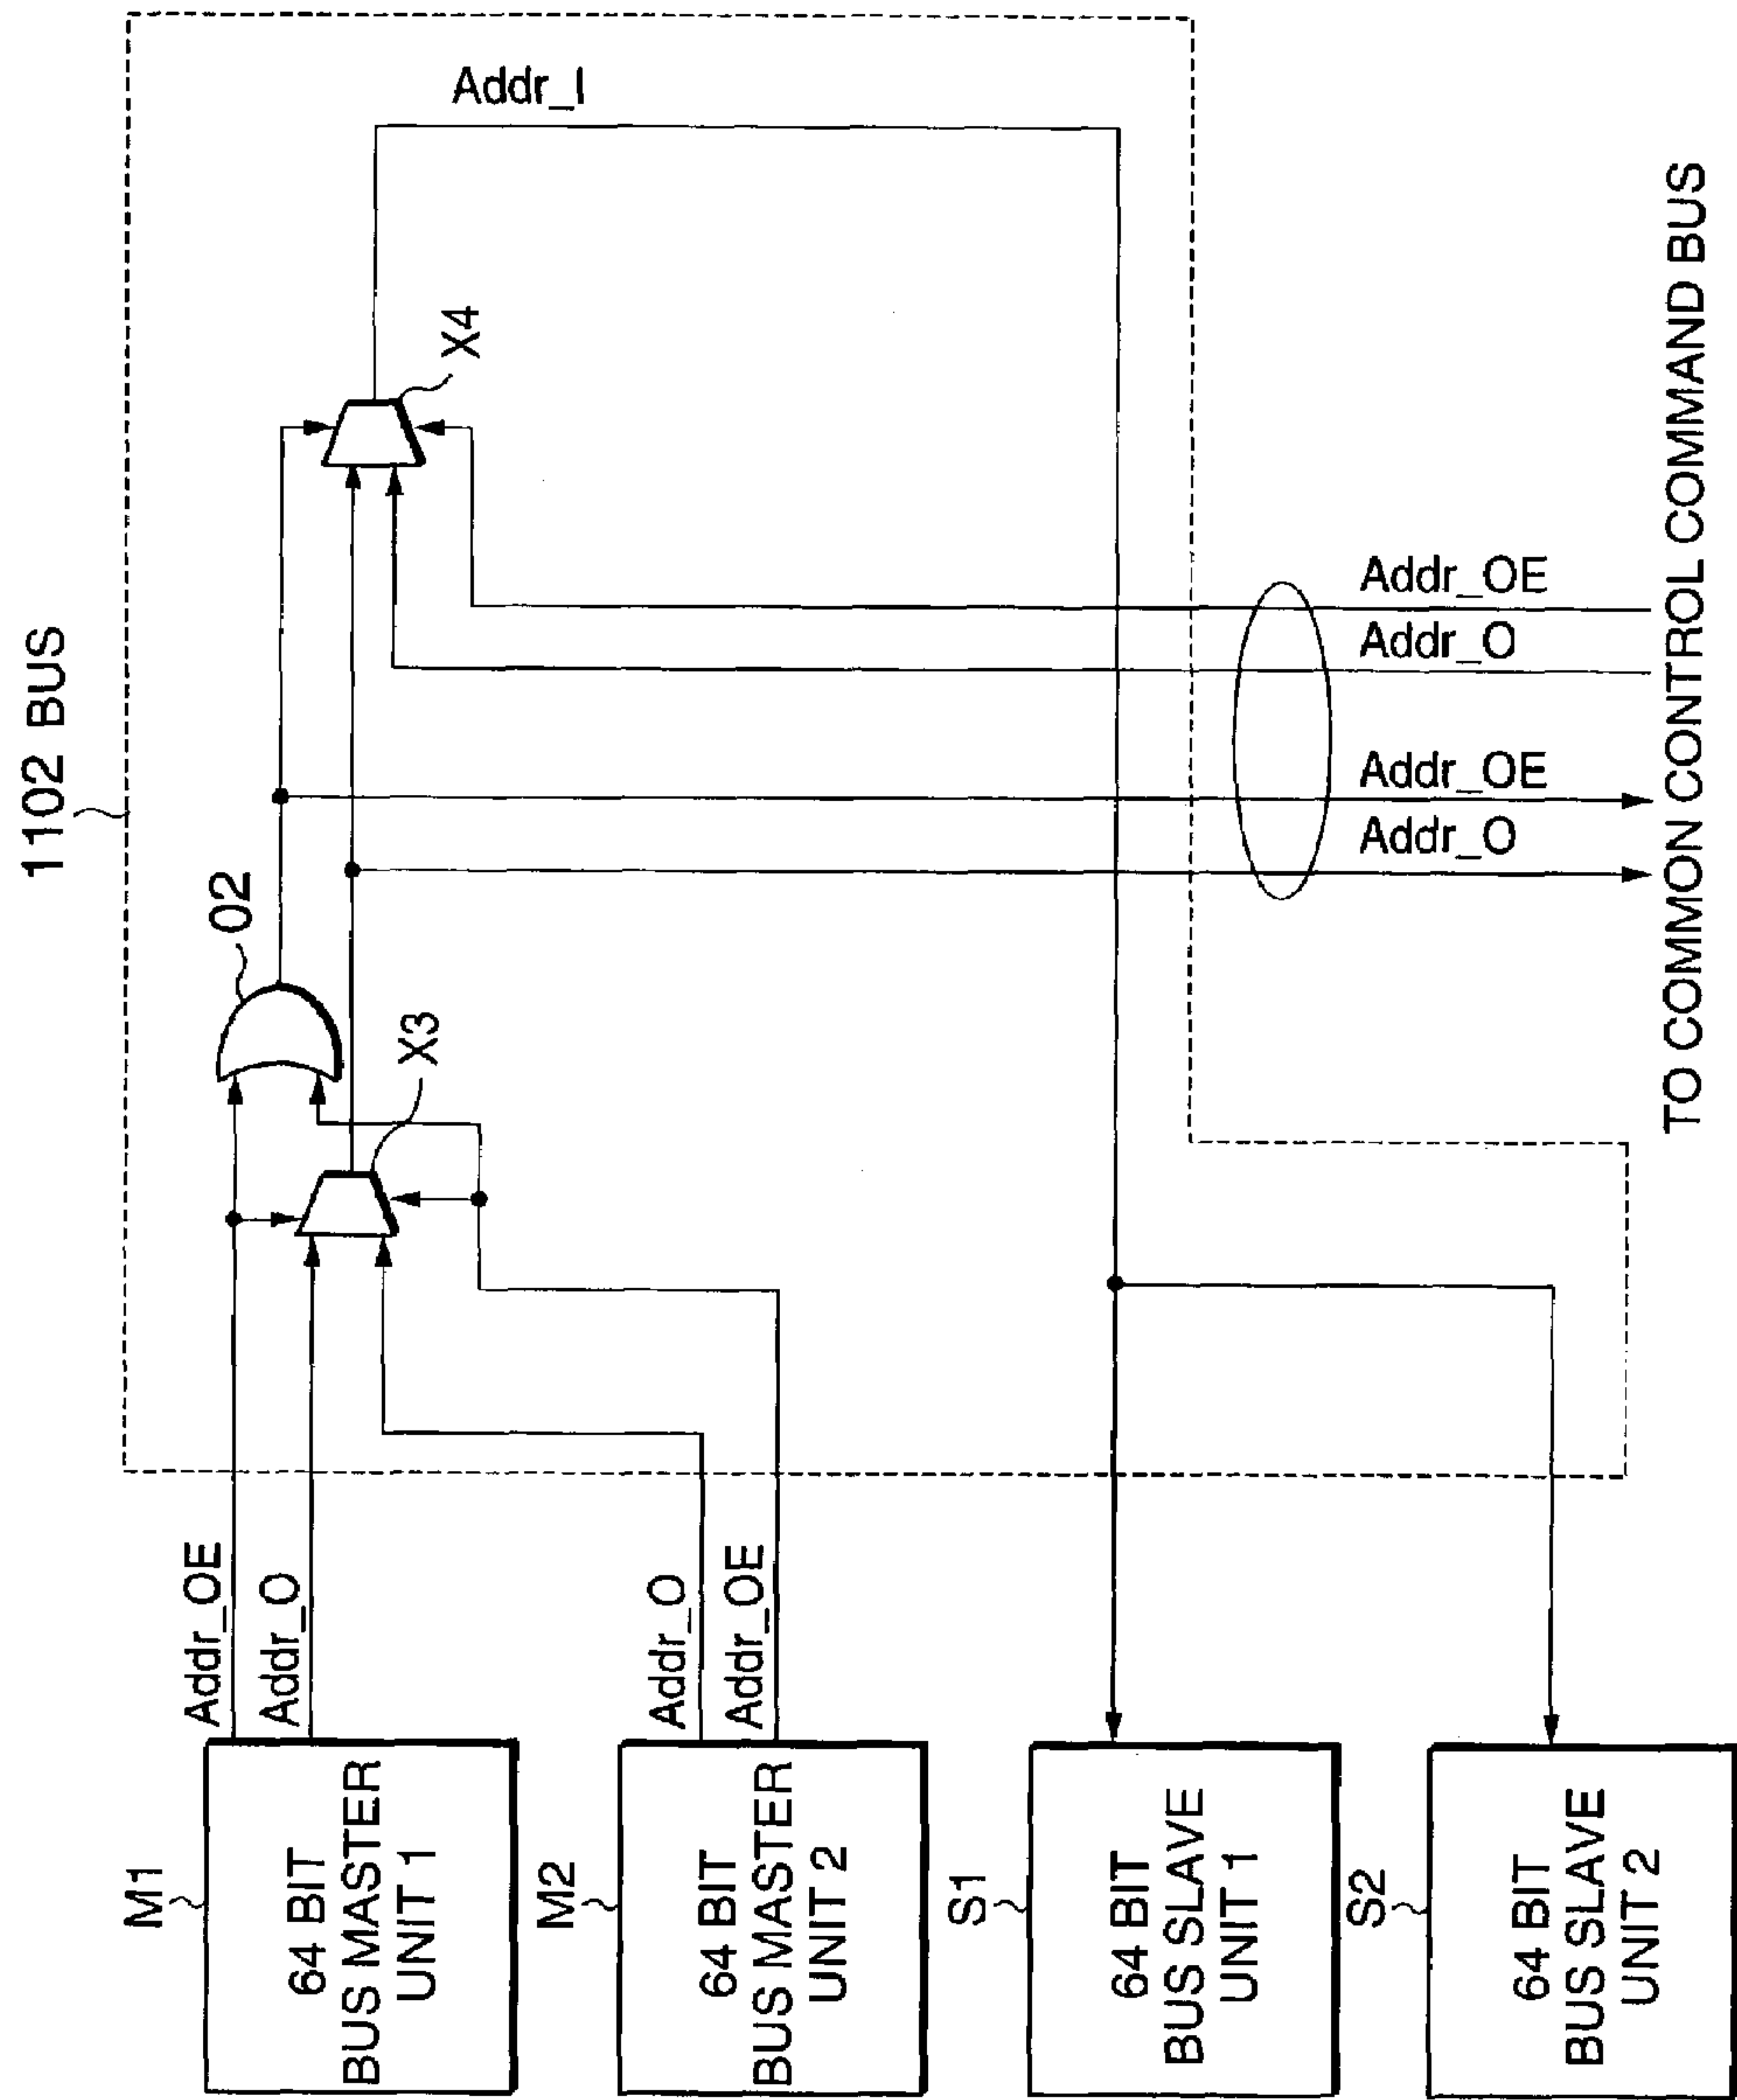 1102 BUS
M1
64 BIT
BUS MASTER
UNIT 1
Addr_OE
Addr_O
M2
64 BIT
BUS MASTER
UNIT 2
Addr_O
Addr_OE
S1
64 BIT
BUS SLAVE
UNIT 1
S2
64 BIT
BUS SLAVE
UNIT 2
O2
X3
X4
Addr_I
Addr_OE
Addr_O
Addr_OE
Addr_O
TO COMMON CONTROL COMMAND BUS